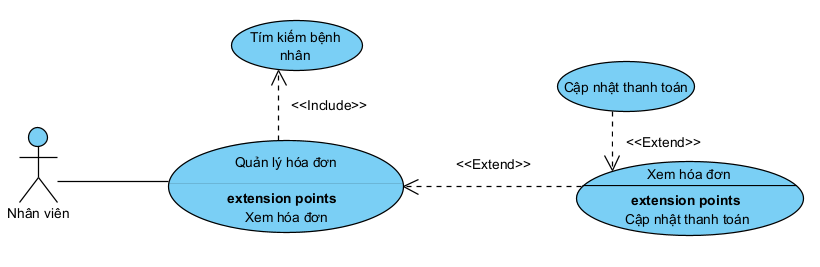 Tím kiếm bệnh
nhân
<<Include>>
Cập nhật thanh toán
<<Extend>>
Quản lý hóa đơn
<<Extend>>
Xem hóa đơn
extension points
Xem hóa đơn
extension points
Cập nhật thanh toán
Nhân viên